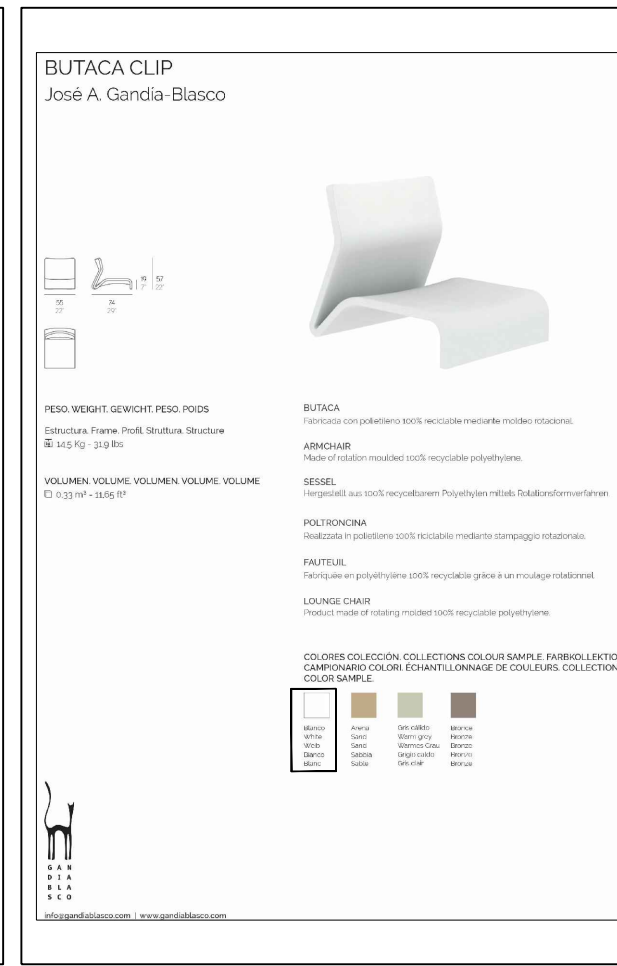 BUTACA CLIP
José A. Gandía-Blasco
19 57
7" 22"
55 74
22" 29"
PESO. WEIGHT. GEWICHT. PESO. POIDS
Estructura. Frame. Profil. Struttura. Structure
14,5 Kg - 31,9 lbs
VOLUMEN. VOLUME. VOLUMEN. VOLUME. VOLUME
0,33 m³ - 11,65 ft³
BUTACA
Fabricada con polietileno 100% reciclable mediante moldeo rotacional.
ARMCHAIR
Made of rotation moulded 100% recyclable polyethylene.
SESSEL
Hergestellt aus 100% recycelbarem Polyethylen mittels Rotationsformverfahren
POLTRONCINA
Realizzata in polietilene 100% riciclabile mediante stampaggio rotazionale.
FAUTEUIL
Fabriquée en polyéthylène 100% recyclable grâce à un moulage rotationnel.
LOUNGE CHAIR
Product made of rotating molded 100% recyclable polyethylene.
COLORES COLECCIÓN. COLLECTIONS COLOUR SAMPLE. FARBKOLLEKTIO
CAMPIONARIO COLORI. ÉCHANTILLONNAGE DE COULEURS. COLLECTION
COLOR SAMPLE.
Blanco Arena Gris cálido Bronce
White Sand Warm grey Bronze
Weib Sand Warmes Grau Bronze
Bianco Sabbia Grigio caldo Bronzo
Blanc Sable Gris clair Bronze
GAN
DIA
BLA
SCO
info@gandiablasco.com | www.gandiablasco.com